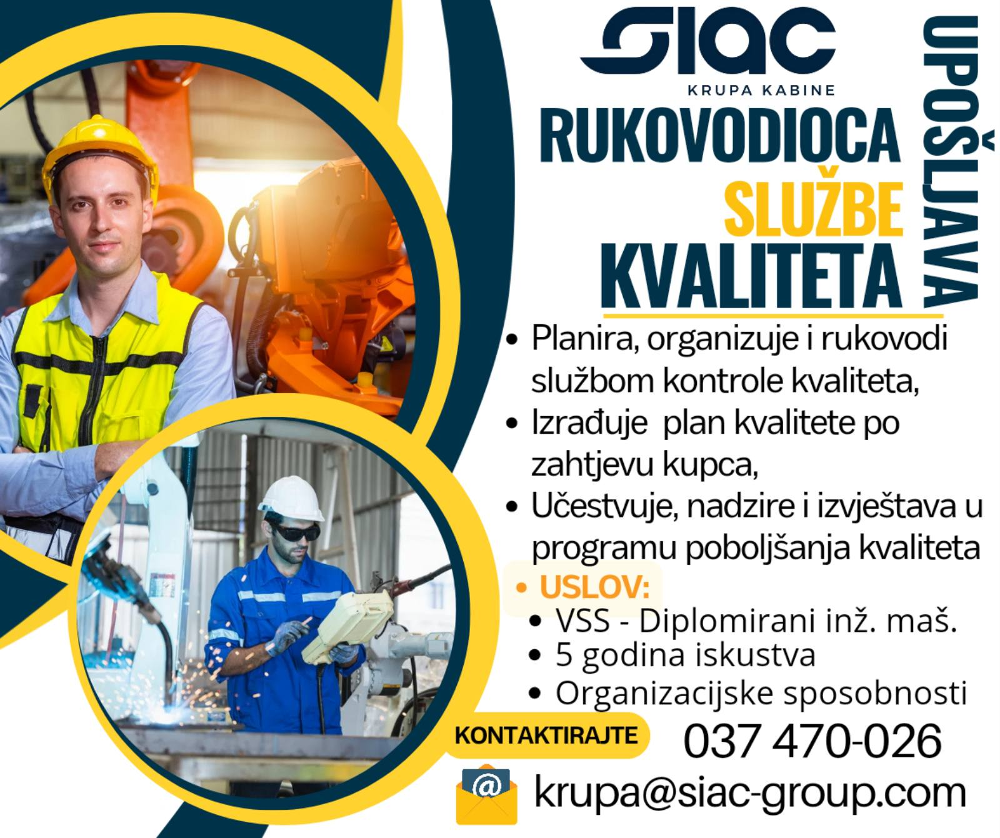 SIAC
KRUPA KABINE
UPOŠLJAVA
RUKOVODIOCA
SLUŽBE
KVALITETA
• Planira, organizuje i rukovodi
službom kontrole kvaliteta,
• Izrađuje plan kvalitete po
zahtjevu kupca,
• Učestvuje, nadzire i izvještava u
programu poboljšanja kvaliteta
• USLOV:
• VSS - Diplomirani inž. maš.
• 5 godina iskustva
• Organizacijske sposobnosti
KONTAKTIRAJTE
037 470-026
@
krupa@siac-group.com